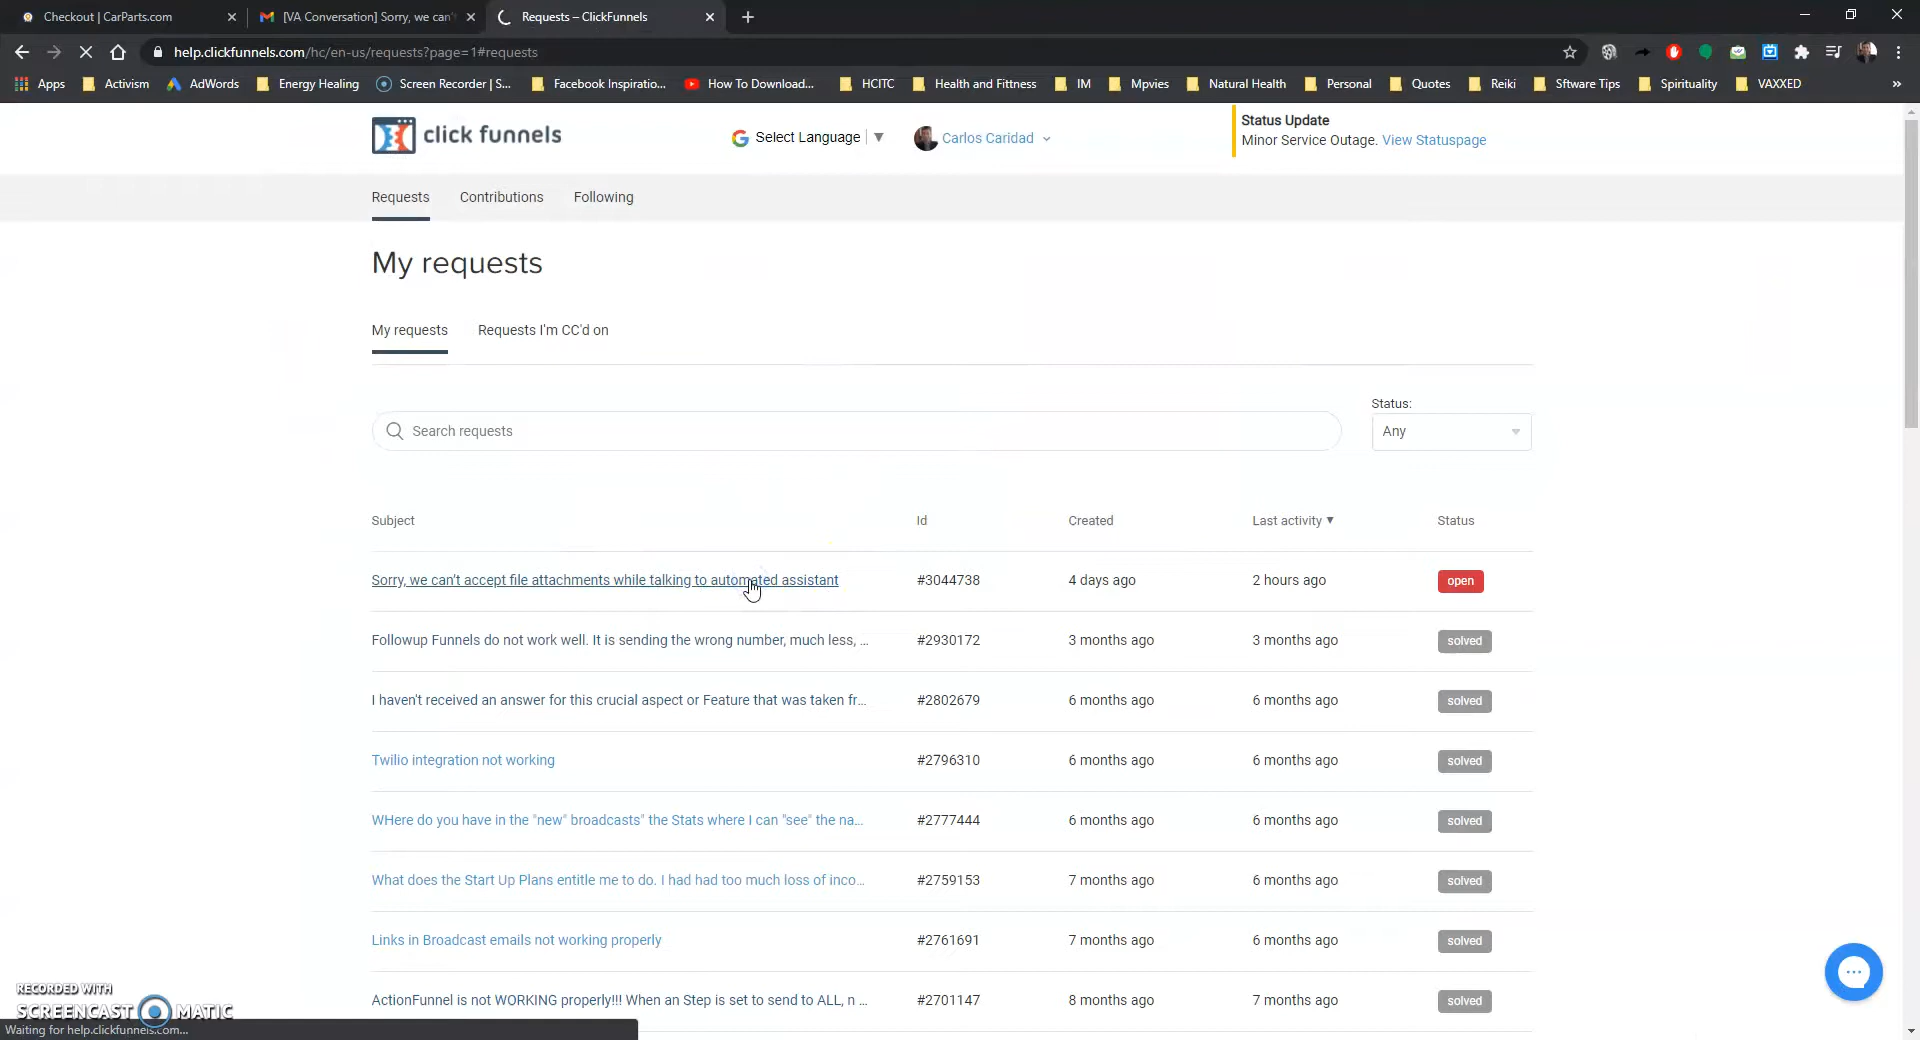 Checkout | CarParts.com
[VA Conversation] Sorry, we can't
Requests – ClickFunnels
help.clickfunnels.com/hc/en-us/requests?page=1#requests
Apps Activism AdWords Energy Healing Screen Recorder | S... Facebook Inspiratio... How To Download... HCITC Health and Fittness IM Mpvies Natural Health Personal Quotes Reiki Sftware Tips Spirituality VAXXED »
click funnels
Select Language ▼
Carlos Caridad
Status Update
Minor Service Outage. View Statuspage
Requests Contributions Following
My requests
My requests Requests I'm CC'd on
Status:
Search requests
Any
Subject Id Created Last activity ▼ Status
Sorry, we can't accept file attachments while talking to automated assistant #3044738 4 days ago 2 hours ago open
Followup Funnels do not work well. It is sending the wrong number, much less, ... #2930172 3 months ago 3 months ago solved
I haven't received an answer for this crucial aspect or Feature that was taken fr... #2802679 6 months ago 6 months ago solved
Twilio integration not working #2796310 6 months ago 6 months ago solved
WHere do you have in the "new" broadcasts" the Stats where I can "see" the na... #2777444 6 months ago 6 months ago solved
What does the Start Up Plans entitle me to do. I had had too much loss of inco... #2759153 7 months ago 6 months ago solved
Links in Broadcast emails not working properly #2761691 7 months ago 6 months ago solved
ActionFunnel is not WORKING properly!!! When an Step is set to send to ALL, n ... #2701147 8 months ago 7 months ago solved
RECORDED WITH
SCREENCAST MATIC
Waiting for help.clickfunnels.com...